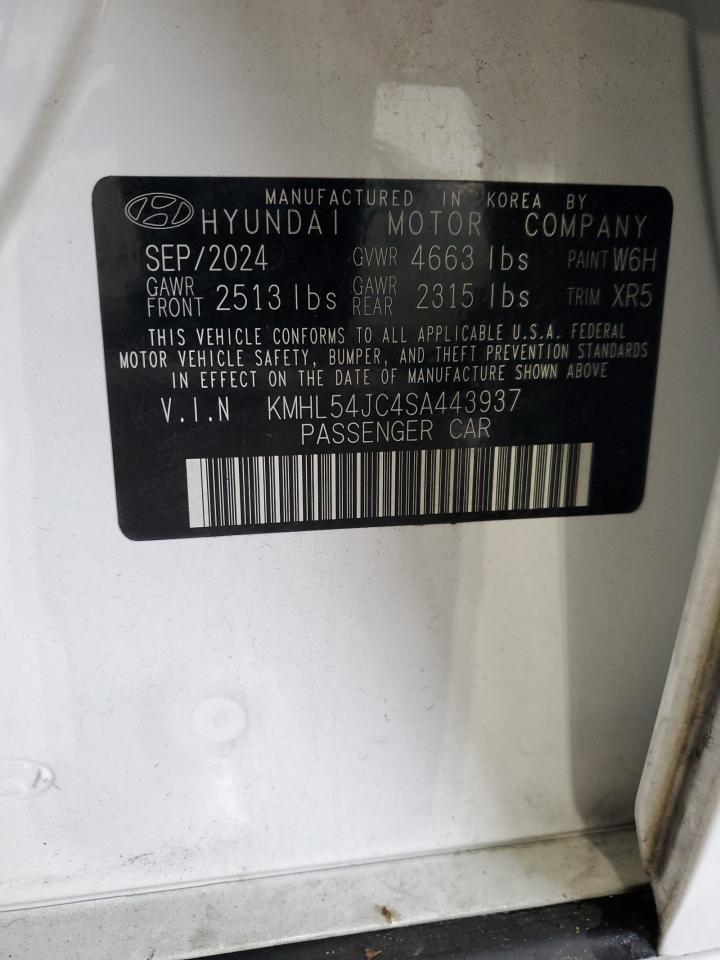 MANUFACTURED IN KOREA BY
HYUNDAI MOTOR COMPANY
SEP/2024 GVWR 4663 lbs PAINT W6H
GAWR FRONT 2513 lbs GAWR REAR 2315 lbs TRIM XR5
THIS VEHICLE CONFORMS TO ALL APPLICABLE U.S.A. FEDERAL
MOTOR VEHICLE SAFETY, BUMPER, AND THEFT PREVENTION STANDARDS
IN EFFECT ON THE DATE OF MANUFACTURE SHOWN ABOVE
V.I.N KMHL54JC4SA443937
PASSENGER CAR